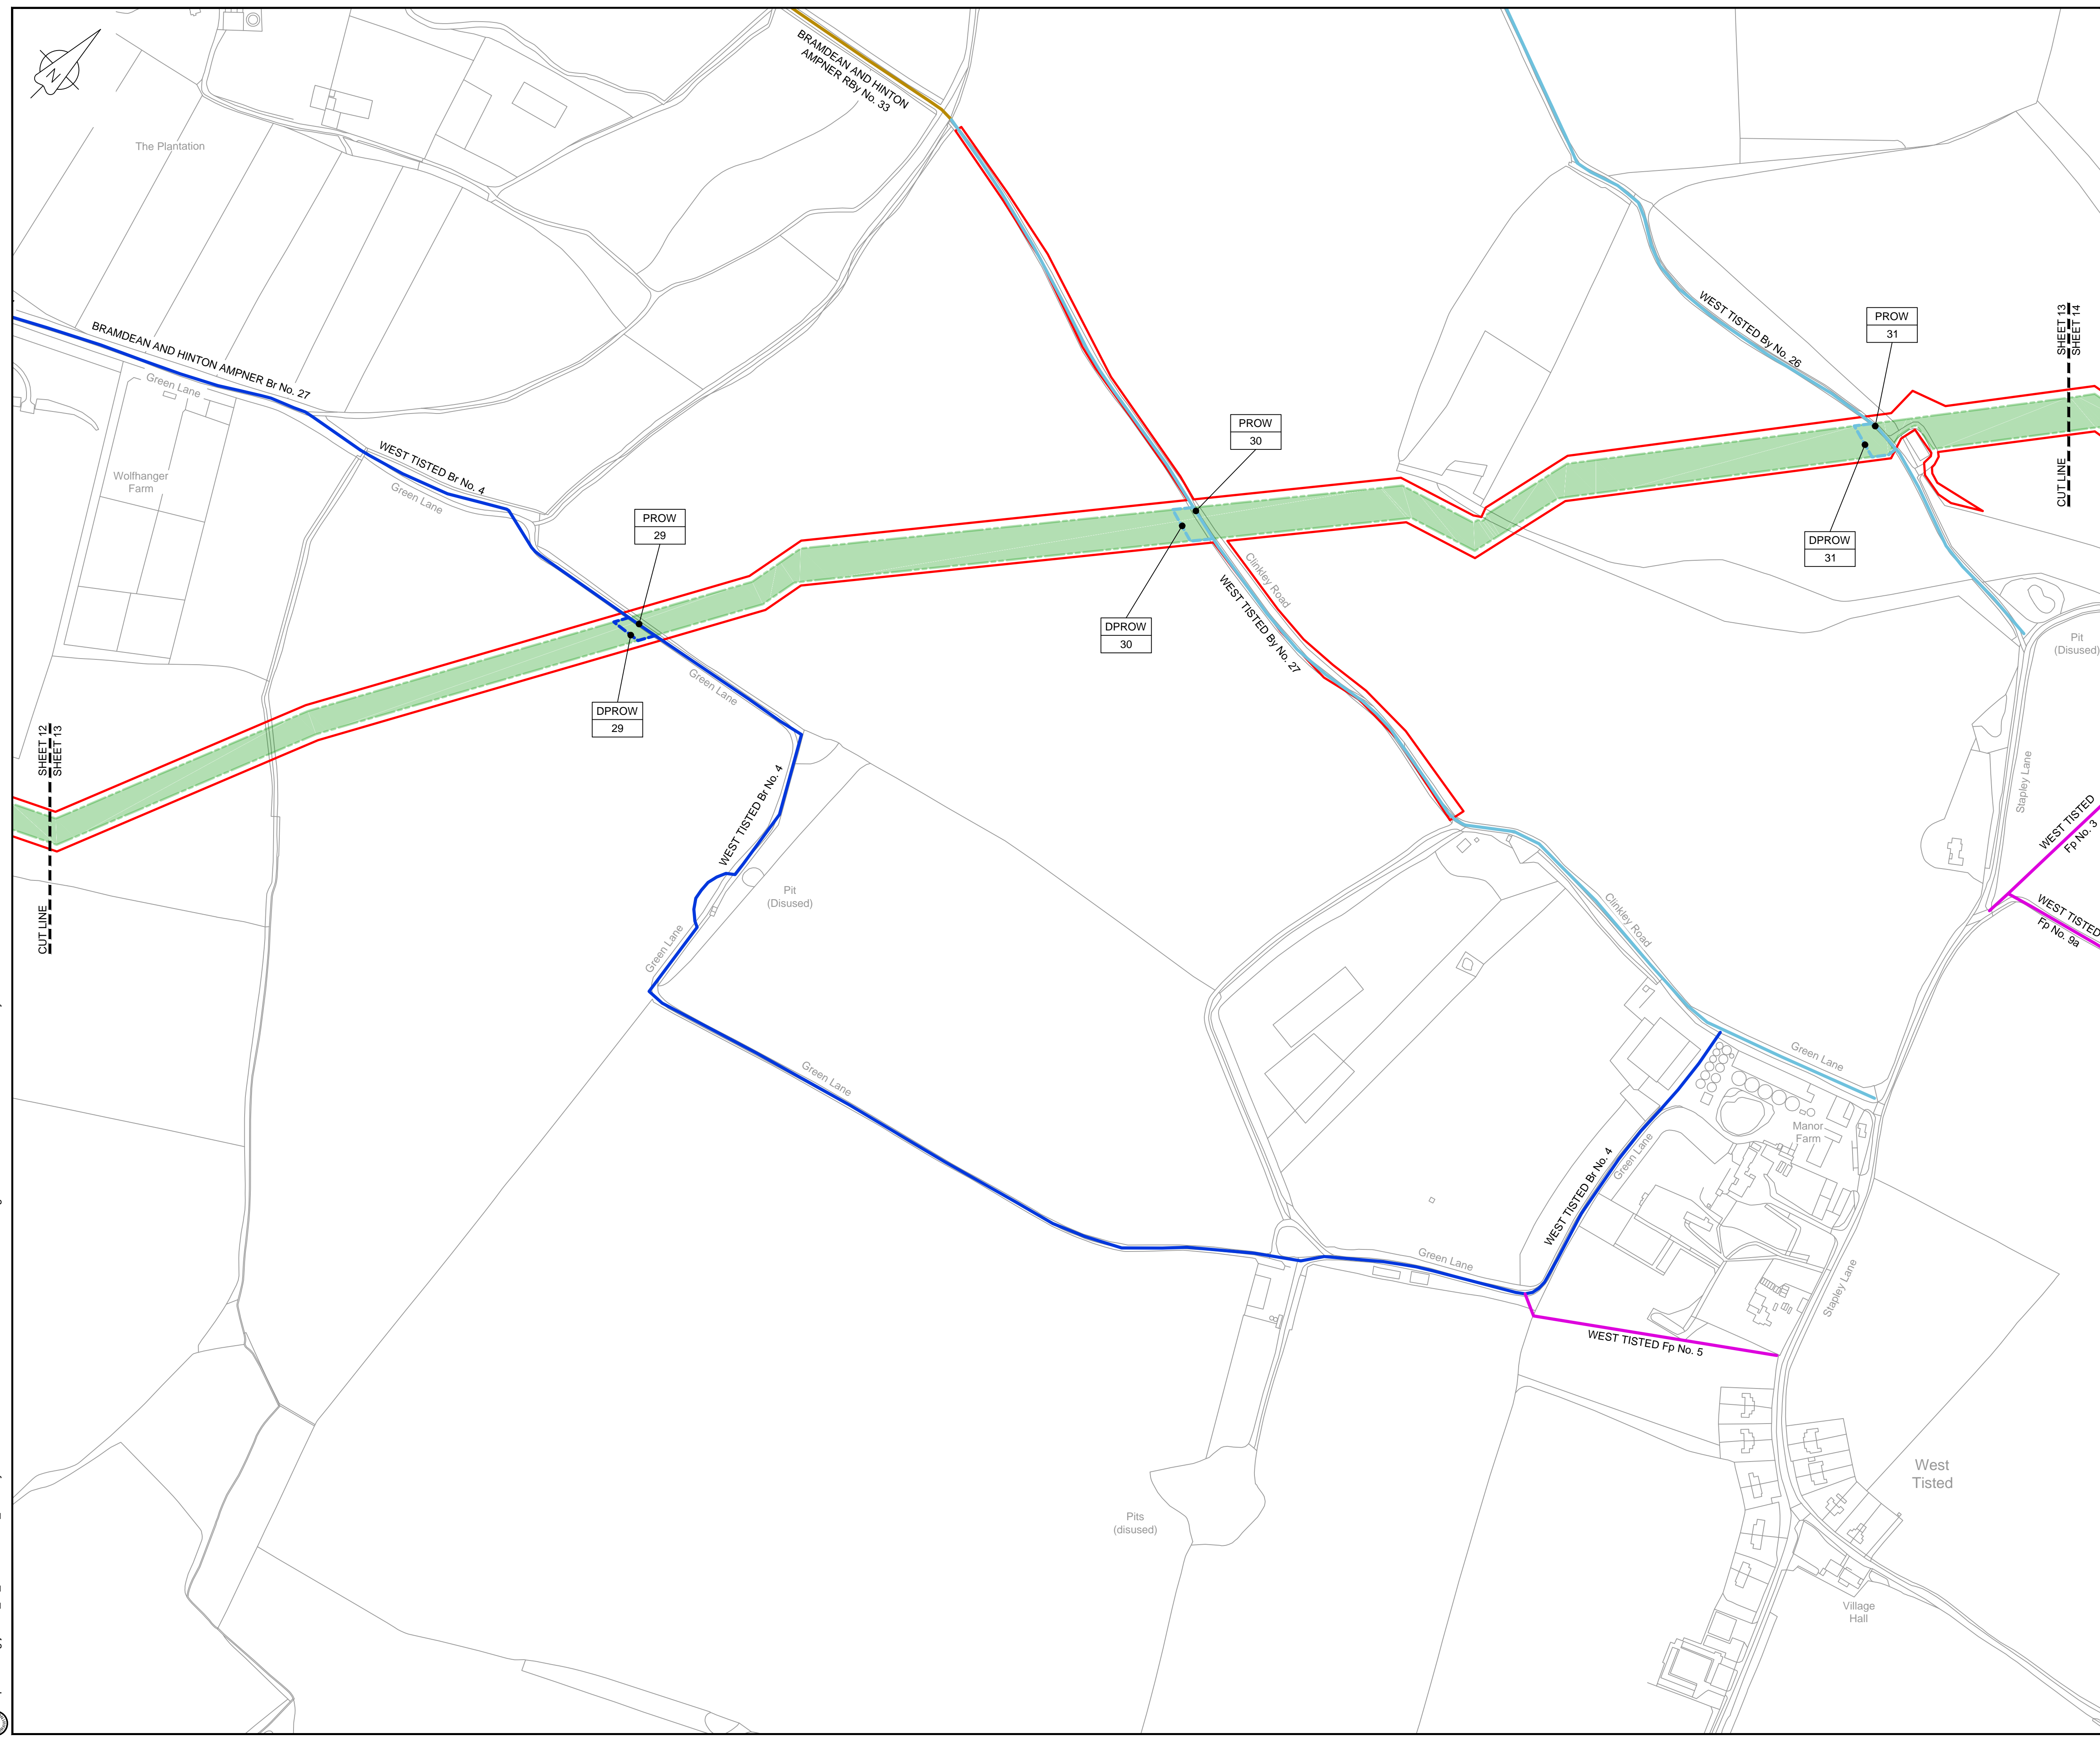 N
The Plantation
BRAMDEAN AND HINTON
AMPNER RBy No. 33
BRAMDEAN AND HINTON AMPNER Br No. 27
Green Lane
WEST TISTED Br No. 4
Green Lane
Wolfhanger
Farm
WEST TISTED By No. 26
PROW
31
SHEET 13
SHEET 14
CUT LINE
PROW
30
PROW
29
DPROW
31
DPROW
30
DPROW
29
Clinkley Road
WEST TISTED By No. 27
Green Lane
Pit
(Disused)
SHEET 12
SHEET 13
CUT LINE
WEST TISTED Br No. 4
Stapley Lane
WEST TISTED
Fp No. 3
WEST TISTED
Fp No. 9a
Pit
(Disused)
Green Lane
Clinkley Road
Green Lane
Green Lane
Manor
Farm
WEST TISTED Br No. 4
Green Lane
Green Lane
Stapley Lane
WEST TISTED Fp No. 5
West
Tisted
Pits
(disused)
Village
Hall